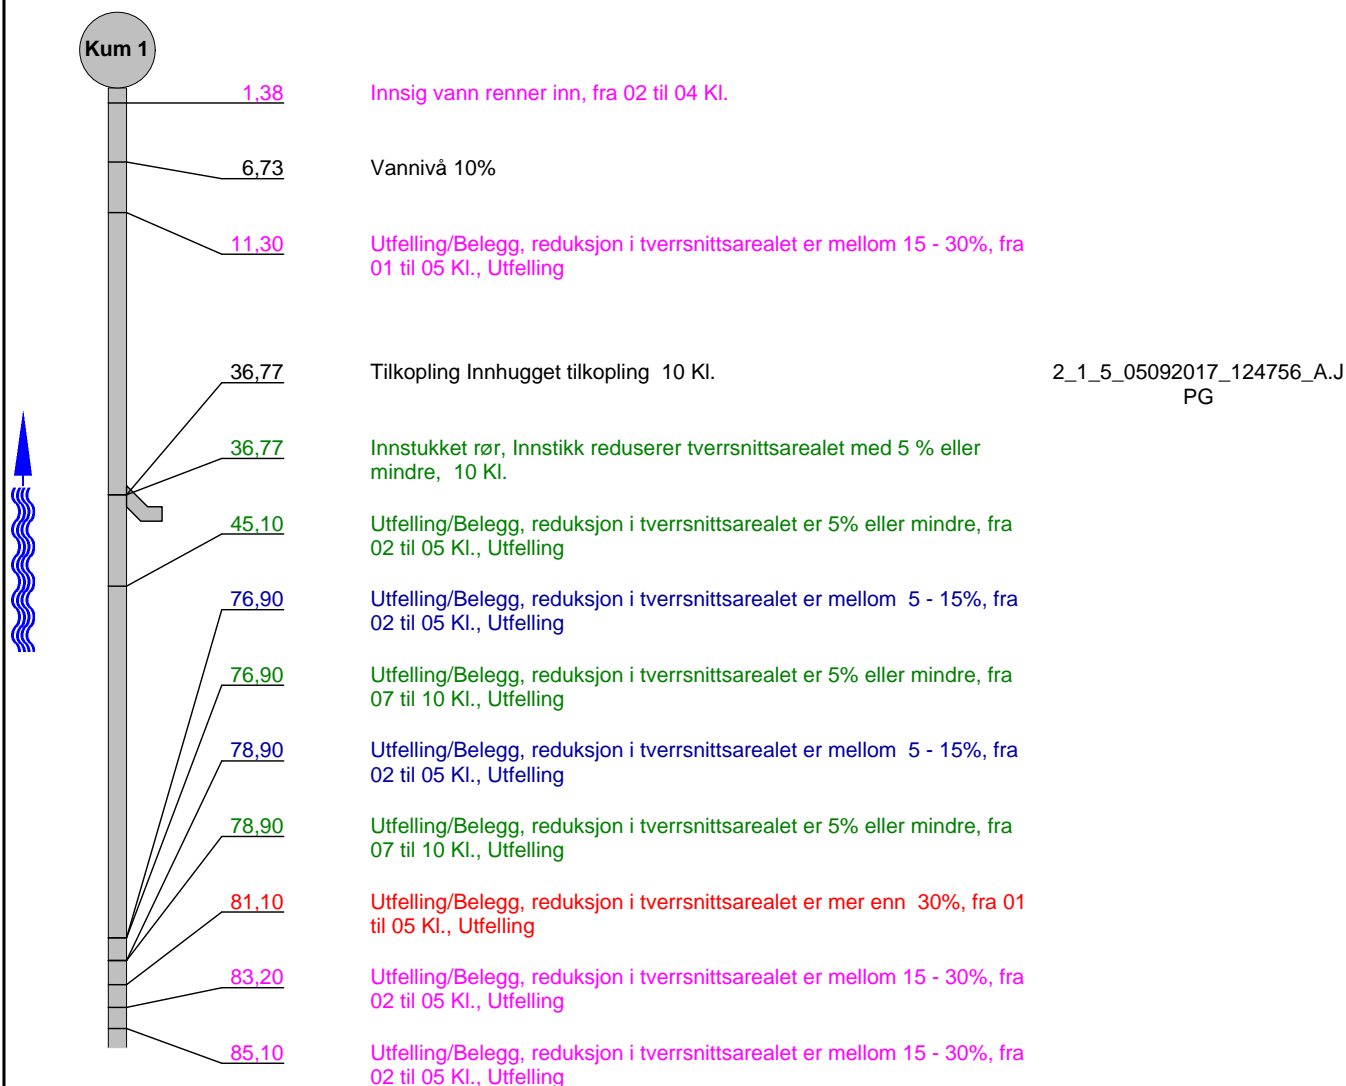 Kum 1
1,38 Innsig vann renner inn, fra 02 til 04 Kl.
6,73 Vannivå 10%
11,30 Utfelling/Belegg, reduksjon i tverrsnittsarealet er mellom 15 - 30%, fra
01 til 05 Kl., Utfelling
36,77 Tilkopling Innhugget tilkopling  10 Kl. 2_1_5_05092017_124756_A.J
PG
36,77 Innstukket rør, Innstikk reduserer tverrsnittsarealet med 5 % eller
mindre,  10 Kl.
45,10 Utfelling/Belegg, reduksjon i tverrsnittsarealet er 5% eller mindre, fra
02 til 05 Kl., Utfelling
76,90 Utfelling/Belegg, reduksjon i tverrsnittsarealet er mellom  5 - 15%, fra
02 til 05 Kl., Utfelling
76,90 Utfelling/Belegg, reduksjon i tverrsnittsarealet er 5% eller mindre, fra
07 til 10 Kl., Utfelling
78,90 Utfelling/Belegg, reduksjon i tverrsnittsarealet er mellom  5 - 15%, fra
02 til 05 Kl., Utfelling
78,90 Utfelling/Belegg, reduksjon i tverrsnittsarealet er 5% eller mindre, fra
07 til 10 Kl., Utfelling
81,10 Utfelling/Belegg, reduksjon i tverrsnittsarealet er mer enn  30%, fra 01
til 05 Kl., Utfelling
83,20 Utfelling/Belegg, reduksjon i tverrsnittsarealet er mellom 15 - 30%, fra
02 til 05 Kl., Utfelling
85,10 Utfelling/Belegg, reduksjon i tverrsnittsarealet er mellom 15 - 30%, fra
02 til 05 Kl., Utfelling